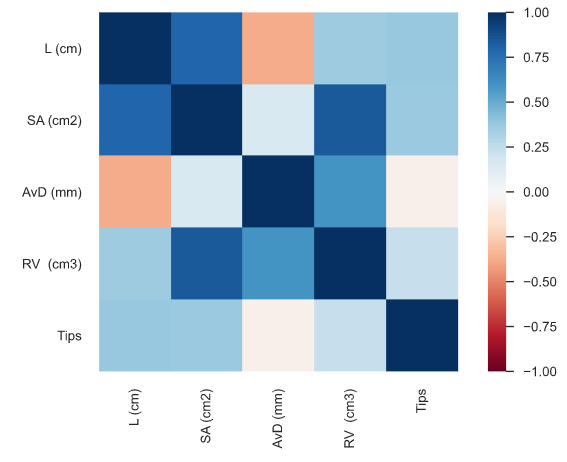 L (cm)
SA (cm2)
AvD (mm)
RV  (cm3)
Tips
L (cm)
SA (cm2)
AvD (mm)
RV  (cm3)
Tips
1.00
0.75
0.50
0.25
0.00
−0.25
−0.50
−0.75
−1.00